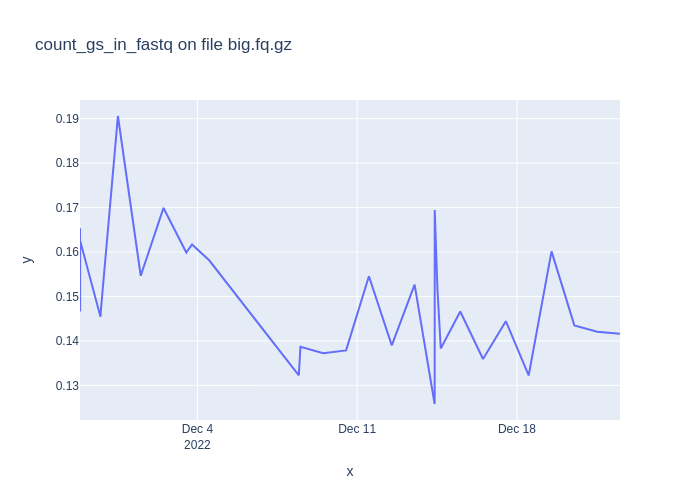 count_gs_in_fastq on file big.fq.gz
0.19
0.18
0.17
0.16
0.15
0.14
0.13
y
Dec 4
2022
Dec 11
Dec 18
x